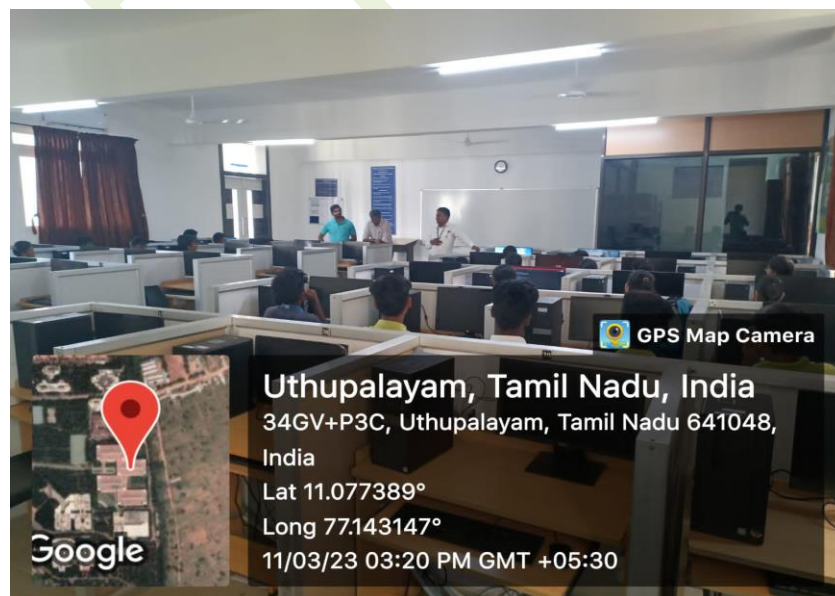 GPS Map Camera
Uthupalayam, Tamil Nadu, India
34GV+P3C, Uthupalayam, Tamil Nadu 641048,
India
Lat 11.077389°
Long 77.143147°
11/03/23 03:20 PM GMT +05:30
Google